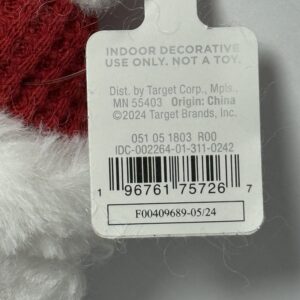 INDOOR DECORATIVE
USE ONLY. NOT A TOY.
Dist. by Target Corp., Mpls.,
MN 55403 Origin: China
©2024 Target Brands, Inc.
051 05 1803 R00
IDC-002264-01-311-0242
1 96761 75726 7
F00409689-05/24